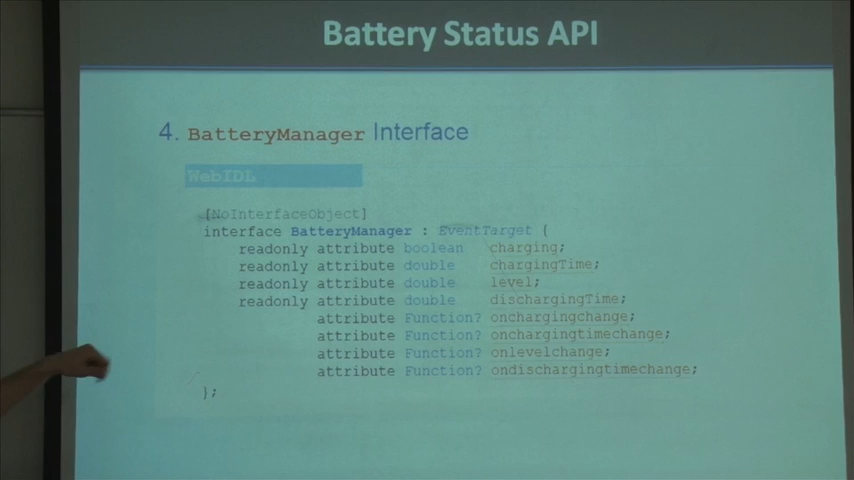 Battery Status API
4. BatteryManager Interface
WebIDL
[NoInterfaceObject]
interface BatteryManager : EventTarget {
readonly attribute boolean charging;
readonly attribute double chargingTime;
readonly attribute double level;
readonly attribute double dischargingTime;
attribute Function? onchargingchange;
attribute Function? onchargingtimechange;
attribute Function? onlevelchange;
attribute Function? ondischargingtimechange;
};